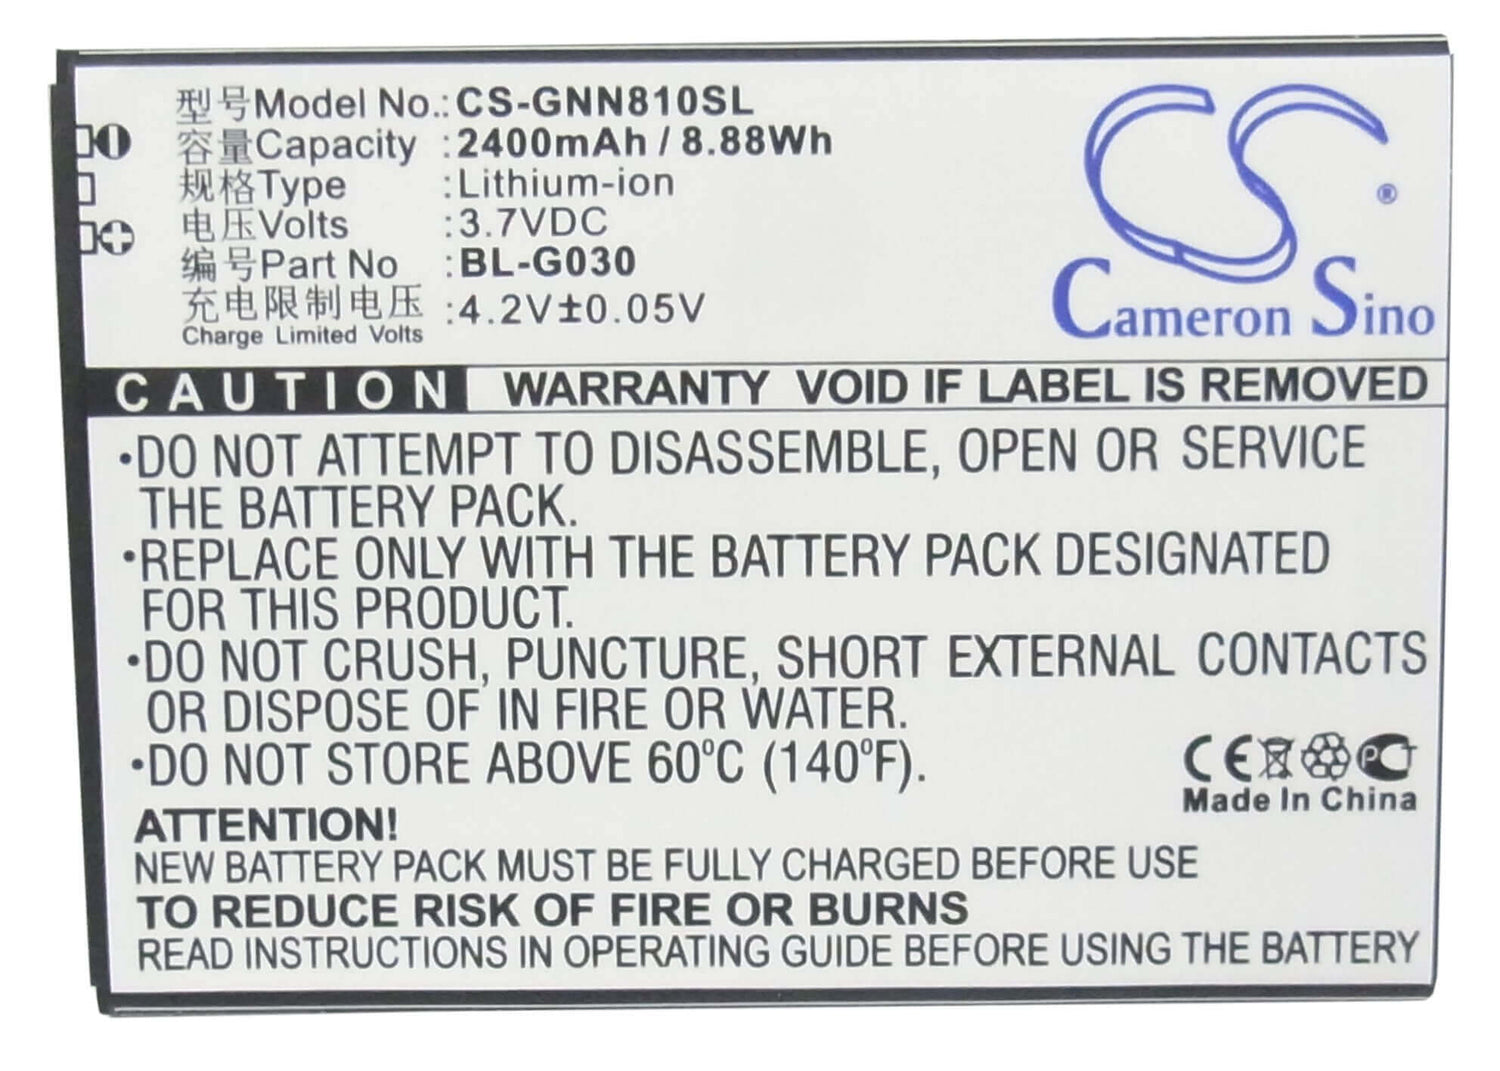 型号Model No.:CS-GNN810SL
容量Capacity :2400mAh / 8.88Wh
规格Type :Lithium-ion
电压Volts :3.7VDC
编号Part No :BL-G030
充电限制电压 :4.2V±0.05V
Charge Limited Volts
CS ®
Cameron Sino
CAUTION WARRANTY VOID IF LABEL IS REMOVED
•DO NOT ATTEMPT TO DISASSEMBLE, OPEN OR SERVICE
THE BATTERY PACK.
•REPLACE ONLY WITH THE BATTERY PACK DESIGNATED
FOR THIS PRODUCT.
•DO NOT CRUSH, PUNCTURE, SHORT EXTERNAL CONTACTS
OR DISPOSE OF IN FIRE OR WATER.
•DO NOT STORE ABOVE 60ºC (140ºF).
CE PCT
Made In China
ATTENTION!
NEW BATTERY PACK MUST BE FULLY CHARGED BEFORE USE
TO REDUCE RISK OF FIRE OR BURNS
READ INSTRUCTIONS IN OPERATING GUIDE BEFORE USING THE BATTERY